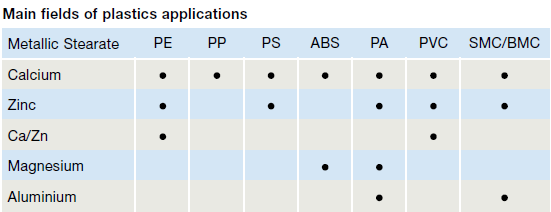 Main fields of plastics applications
Metallic Stearate PE PP PS ABS PA PVC SMC/BMC
Calcium • • • • • • •
Zinc • • • • •
Ca/Zn • •
Magnesium • •
Aluminium • •